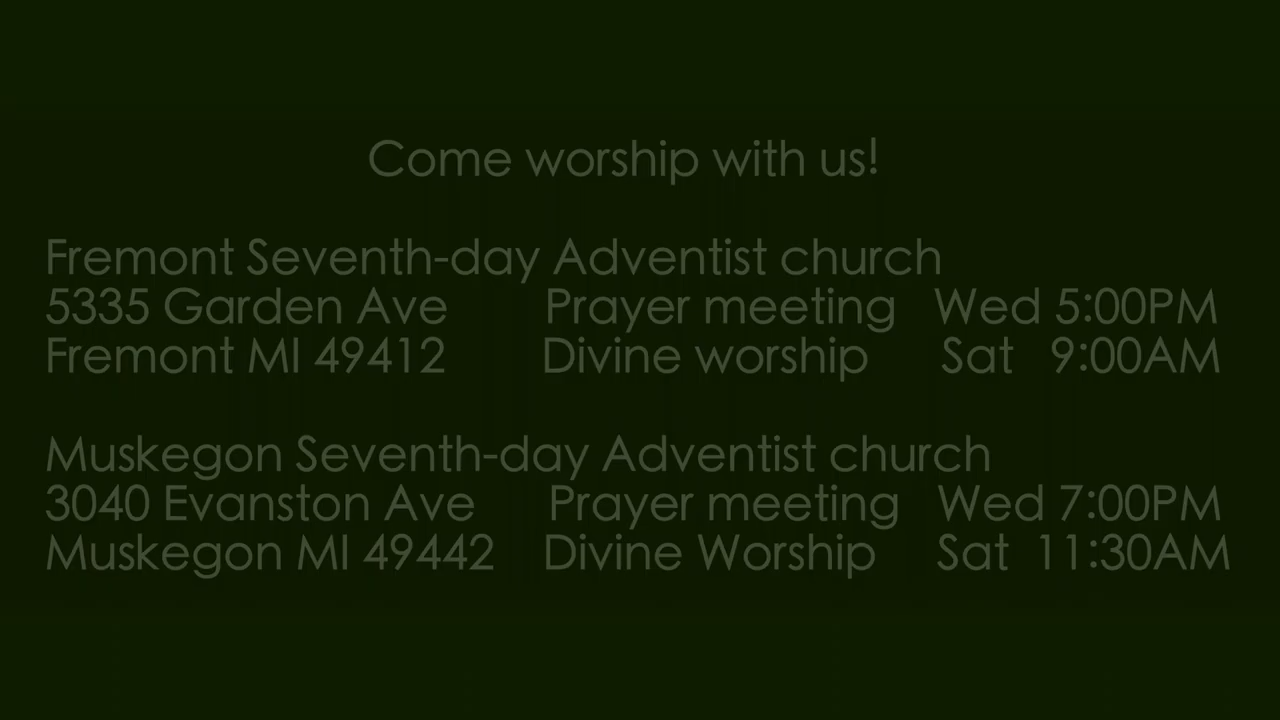 Come worship with us!
Fremont Seventh-day Adventist church
5335 Garden Ave Prayer meeting Wed 5:00PM
Fremont MI 49412 Divine worship Sat 9:00AM
Muskegon Seventh-day Adventist church
3040 Evanston Ave Prayer meeting Wed 7:00PM
Muskegon MI 49442 Divine Worship Sat 11:30AM